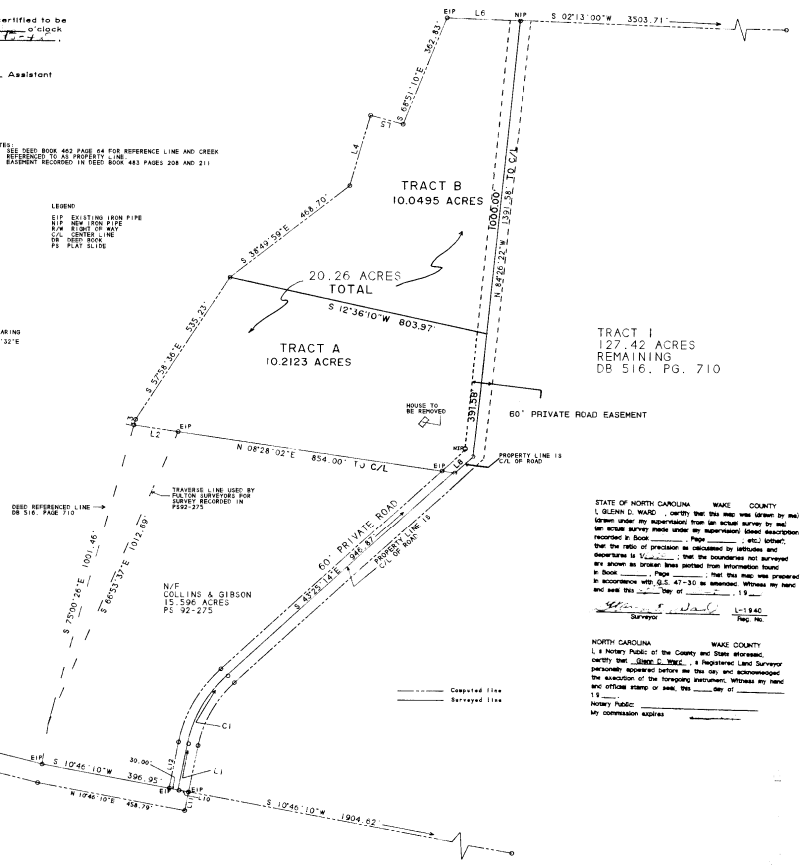 ertified to be
o'clock
Assistant
TES:
SEE DEED BOOK 462 PAGE 64 FOR REFERENCE LINE AND CREEK
REFERENCED TO AS PROPERTY LINE.
EASEMENT RECORDED IN DEED BOOK 483 PAGES 208 AND 211
LEGEND
EIP EXISTING IRON PIPE
NIP NEW IRON PIPE
R/W RIGHT OF WAY
C/L CENTER LINE
DB DEED BOOK
PS PLAT SLIDE
ARING
'32"E
EIP
L6
NIP
S 02°13'00"W 3503.71'
S 68°51'10"E 362.83'
L5
L4
S 38°49'59"E 468.70'
TRACT B
10.0495 ACRES
1000.00'
N 84°26'22"W 1391.58' TO C/L
20.26 ACRES
TOTAL
S 12°36'10"W 803.97'
S 57°58'36"E 535.23'
TRACT A
10.2123 ACRES
TRACT 1
127.42 ACRES
REMAINING
DB 516, PG. 710
HOUSE TO
BE REMOVED
391.58'
60' PRIVATE ROAD EASEMENT
3
L2
EIP
N 08°28'02"E 854.00' TO C/L
NIP
EIP
L8
PROPERTY LINE IS
C/L OF ROAD
DEED REFERENCED LINE
DB 516, PAGE 710
TRAVERSE LINE USED BY
FULTON SURVEYORS FOR
SURVEY RECORDED IN
PS92-275
60' PRIVATE ROAD
S 43°25'14"E 946.87'
PROPERTY LINE IS
C/L OF ROAD
S 75°00'26"E 1001.46'
S 66°53'37"E 1012.69'
N/F
COLLINS & GIBSON
15.596 ACRES
PS 92-275
STATE OF NORTH CAROLINA WAKE COUNTY
I, GLENN D. WARD , certify that this map was (drawn by me)
(drawn under my supervision) from (an actual survey by me)
(an actual survey made under my supervision) (deed description
recorded in Book , Page ; etc.) (other);
that the ratio of precision as calculated by latitudes and
departures is ; that the boundaries not surveyed
are shown as broken lines plotted from information found
in Book , Page ; that this map was prepared
in accordance with G.S. 47-30 as amended. Witness my hand
and seal this day of , 19
L-1940
Surveyor Reg. No.
NORTH CAROLINA WAKE COUNTY
I, a Notary Public of the County and State aforesaid,
certify that Glenn D. Ward , a Registered Land Surveyor
personally appeared before me this day and acknowledged
the execution of the foregoing instrument. Witness my hand
and official stamp or seal, this day of
19 .
Notary Public:
My commission expires
Computed line
Surveyed line
C1
L1
EIP
S 10°46'10"W 396.95'
30.00'
L12
EIP
EIP
L10
L11
N 10°46'10"E 458.79'
S 10°46'10"W 1904.62'